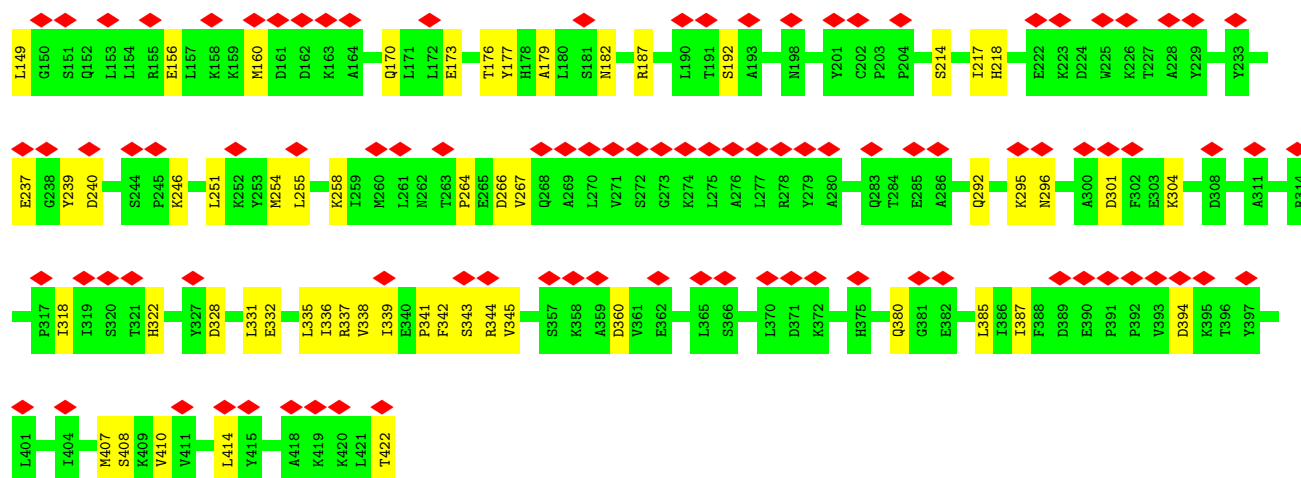 L149 G150 S151 Q152 L153 L154 R155 E156 L157 K158 K159 M160 D161 D162 K163 A164 Q170 L171 L172 E173 T176 Y177 H178 A179 L180 S181 N182 R187 L190 T191 S192 A193 N198 Y201 C202 P203 P204 S214 I217 H218 E222 K223 D224 W225 K226 T227 A228 Y229 Y233
E237 G238 Y239 D240 S244 P245 K246 L251 K252 Y253 M254 L255 K258 I259 M260 L261 N262 T263 P264 E265 D266 V267 Q268 A269 L270 V271 S272 G273 K274 L275 A276 L277 R278 Y279 A280 Q283 T284 E285 A286 Q292 K295 N296 A300 D301 F302 E303 K304 D308 A311
P317 I318 I319 S320 T321 H322 Y327 D328 L331 E332 L335 I336 R337 V338 I339 E340 P341 F342 S343 R344 V345 S357 K358 A359 D360 V361 E362 L365 S366 L370 D371 K372 H375 Q380 G381 E382 L385 I386 I387 F388 D389 E390 P391 P392 V393 D394 K395 T396 Y397
L401 I404 M407 S408 K409 V410 V411 L414 Y415 A418 K419 K420 L421 T422